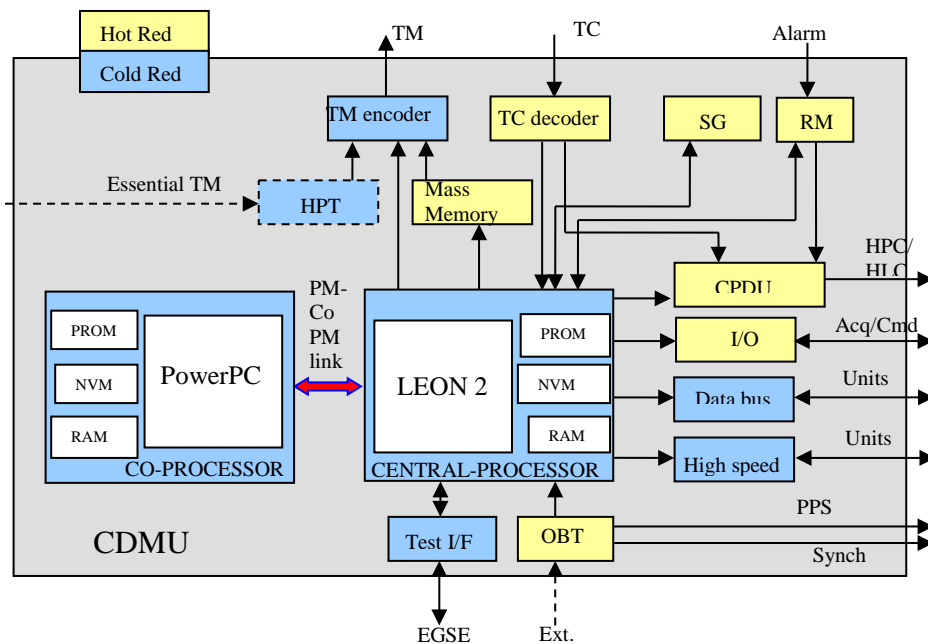 Hot Red
Cold Red
TM
TC
Alarm
TM encoder
TC decoder
SG
RM
Essential TM
HPT
Mass
Memory
HPC/
HLC
CPDU
PM-
Co
PM
link
PROM
NVM
RAM
PowerPC
CO-PROCESSOR
LEON 2
PROM
NVM
RAM
CENTRAL-PROCESSOR
I/O
Acq/Cmd
Data bus
Units
High speed
Units
PPS
Synch
CDMU
Test I/F
OBT
EGSE
Ext.